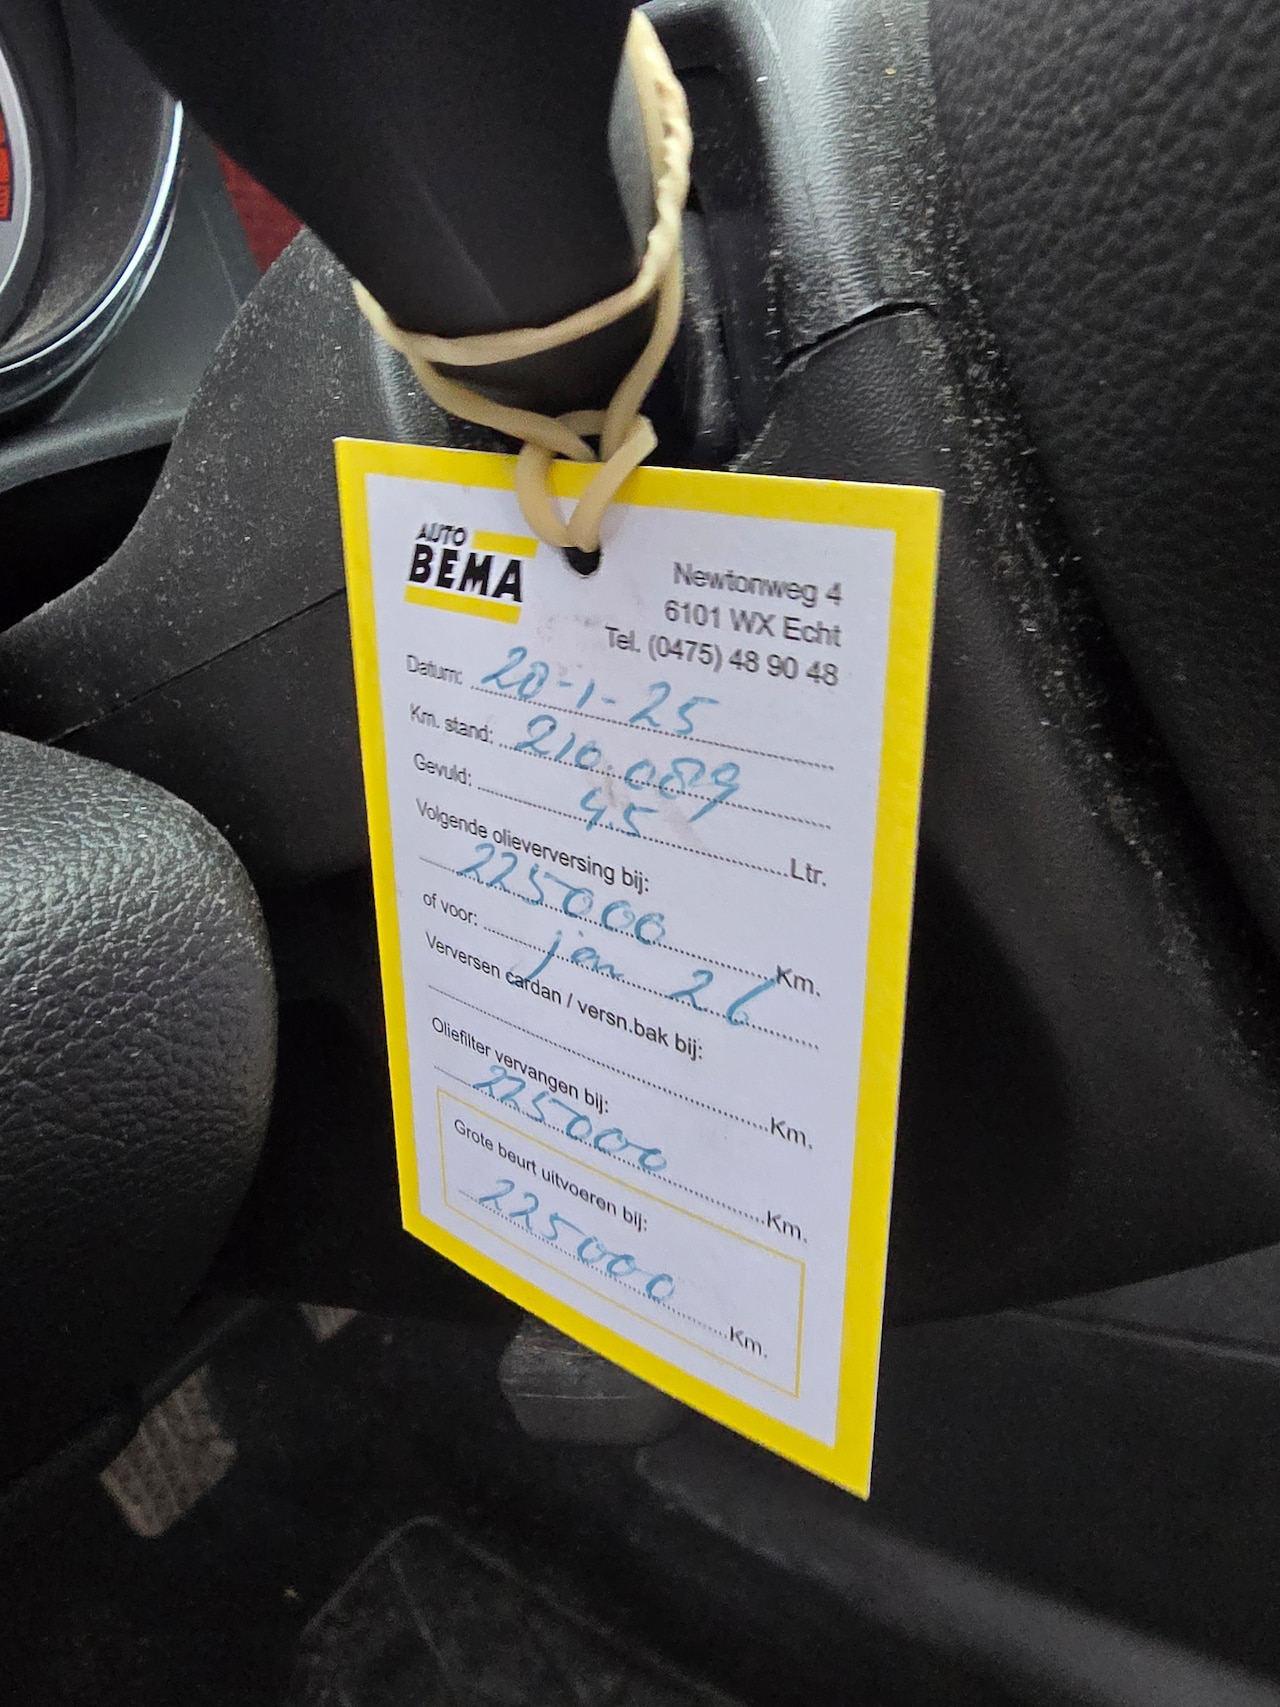 AUTO
BEMA
Newtonweg 4
6101 WX Echt
Tel. (0475) 48 90 48
Datum: 20-1-25
Km. stand: 210.089
Gevuld: 4.5 Ltr.
Volgende olieverversing bij:
225000 Km.
of voor: jan 26
Verversen cardan / versn.bak bij:
Km.
Oliefilter vervangen bij:
225000 Km.
Grote beurt uitvoeren bij:
225000 Km.